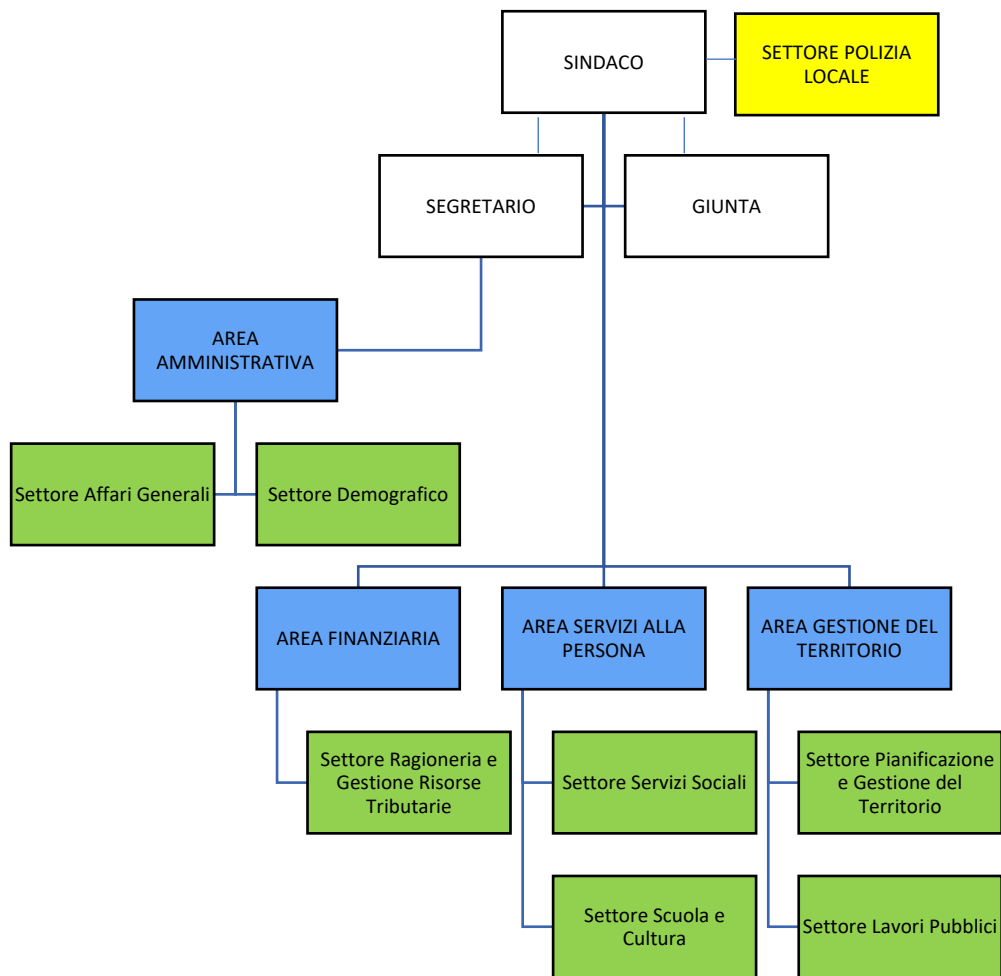 SINDACO
SETTORE POLIZIA
LOCALE
SEGRETARIO
GIUNTA
AREA
AMMINISTRATIVA
Settore Affari Generali
Settore Demografico
AREA FINANZIARIA
AREA SERVIZI ALLA
PERSONA
AREA GESTIONE DEL
TERRITORIO
Settore Ragioneria e
Gestione Risorse
Tributarie
Settore Servizi Sociali
Settore Pianificazione
e Gestione del
Territorio
Settore Scuola e
Cultura
Settore Lavori Pubblici